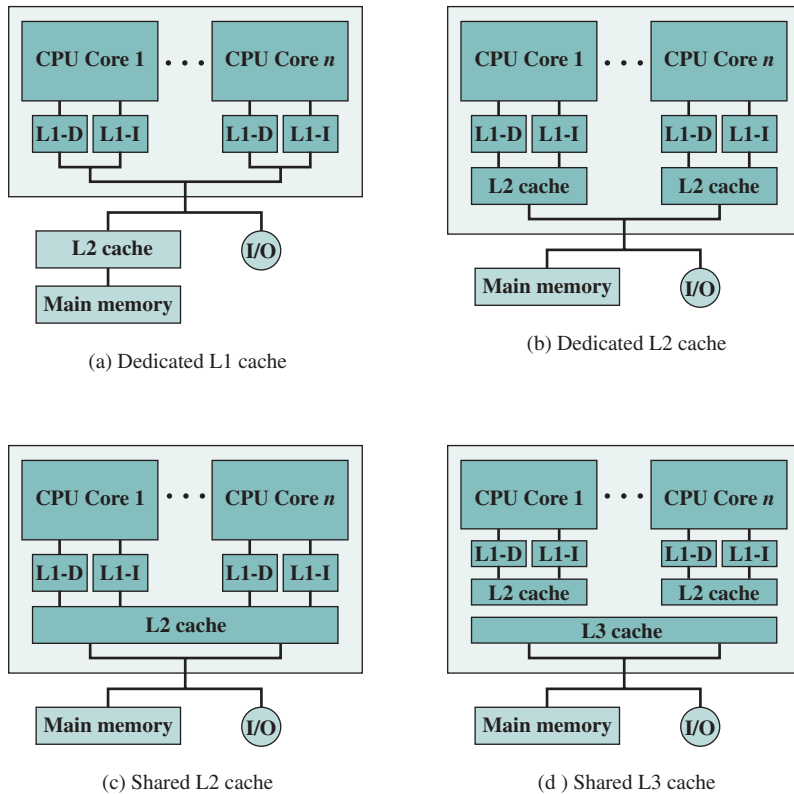 CPU Core 1 . . . CPU Core n
L1-D L1-I L1-D L1-I
L2 cache I/O
Main memory
(a) Dedicated L1 cache
CPU Core 1 . . . CPU Core n
L1-D L1-I L1-D L1-I
L2 cache L2 cache
Main memory I/O
(b) Dedicated L2 cache
CPU Core 1 . . . CPU Core n
L1-D L1-I L1-D L1-I
L2 cache
Main memory I/O
(c) Shared L2 cache
CPU Core 1 . . . CPU Core n
L1-D L1-I L1-D L1-I
L2 cache L2 cache
L3 cache
Main memory I/O
(d ) Shared L3 cache